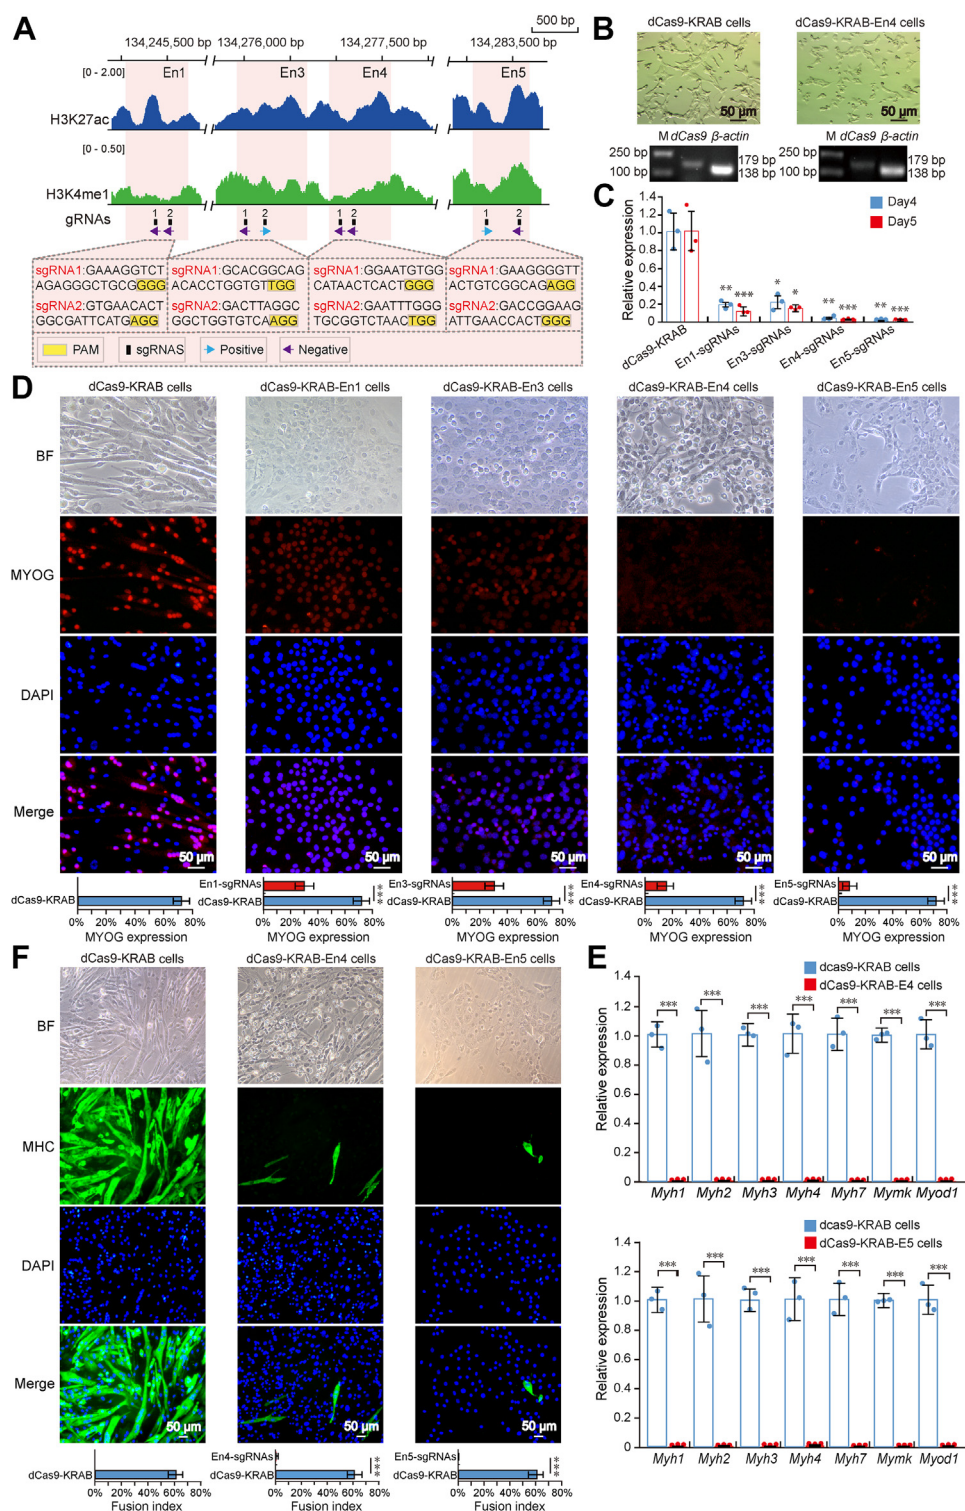 A
500 bp
134,245,500 bp 134,276,000 bp 134,277,500 bp 134,283,500 bp
[0 - 2.00] En1 En3 En4 En5
H3K27ac
[0 - 0.50]
H3K4me1
gRNAs 1 2 1 2 1 2 1 2
sgRNA1:GAAAGGTCT sgRNA1:GCACGGCAG sgRNA1:GGAATGTGG sgRNA1:GAAGGGGTT
AGAGGGCTGCGGGG ACACCTGGTGTTGG CATAACTCACTGGG ACTGTCGGCAGAGG
sgRNA2:GTGAACACT sgRNA2:GACTTAGGC sgRNA2:GAATTTGGG sgRNA2:GACCGGAAG
GGCGATTCATGAGG GGCTGGTGTCAAGG TGCGGTCTAACTGG ATTGAACCACTGGG
PAM sgRNAS Positive Negative
B
dCas9-KRAB cells dCas9-KRAB-En4 cells
50 µm 50 µm
M dCas9 β-actin M dCas9 β-actin
250 bp 179 bp 250 bp 179 bp
100 bp 138 bp 100 bp 138 bp
C
Relative expression
1.4
1.2
1.0
0.8
0.6
0.4
0.2
0
Day4
Day5
** *** * * ** *** ** ***
dCas9-KRAB En1-sgRNAs En3-sgRNAs En4-sgRNAs En5-sgRNAs
D
dCas9-KRAB cells dCas9-KRAB-En1 cells dCas9-KRAB-En3 cells dCas9-KRAB-En4 cells dCas9-KRAB-En5 cells
BF
MYOG
DAPI
Merge
50 µm 50 µm 50 µm 50 µm 50 µm
En1-sgRNAs *** En3-sgRNAs *** En4-sgRNAs *** En5-sgRNAs ***
dCas9-KRAB dCas9-KRAB dCas9-KRAB dCas9-KRAB dCas9-KRAB
0% 20% 40% 60% 80% 0% 20% 40% 60% 80% 0% 20% 40% 60% 80% 0% 20% 40% 60% 80% 0% 20% 40% 60% 80%
MYOG expression MYOG expression MYOG expression MYOG expression MYOG expression
F
dCas9-KRAB cells dCas9-KRAB-En4 cells dCas9-KRAB-En5 cells
BF
MHC
DAPI
Merge
50 µm 50 µm 50 µm
En4-sgRNAs *** En5-sgRNAs ***
dCas9-KRAB dCas9-KRAB dCas9-KRAB
0% 20% 40% 60% 80% 0% 20% 40% 60% 80% 0% 20% 40% 60% 80%
Fusion index Fusion index Fusion index
E
dcas9-KRAB cells
dCas9-KRAB-E4 cells
Relative expression
1.4
1.2
1.0
0.8
0.6
0.4
0.2
0
*** *** *** *** *** *** ***
Myh1 Myh2 Myh3 Myh4 Myh7 Mymk Myod1
dcas9-KRAB cells
dCas9-KRAB-E5 cells
Relative expression
1.4
1.2
1.0
0.8
0.6
0.4
0.2
0
*** *** *** *** *** *** ***
Myh1 Myh2 Myh3 Myh4 Myh7 Mymk Myod1